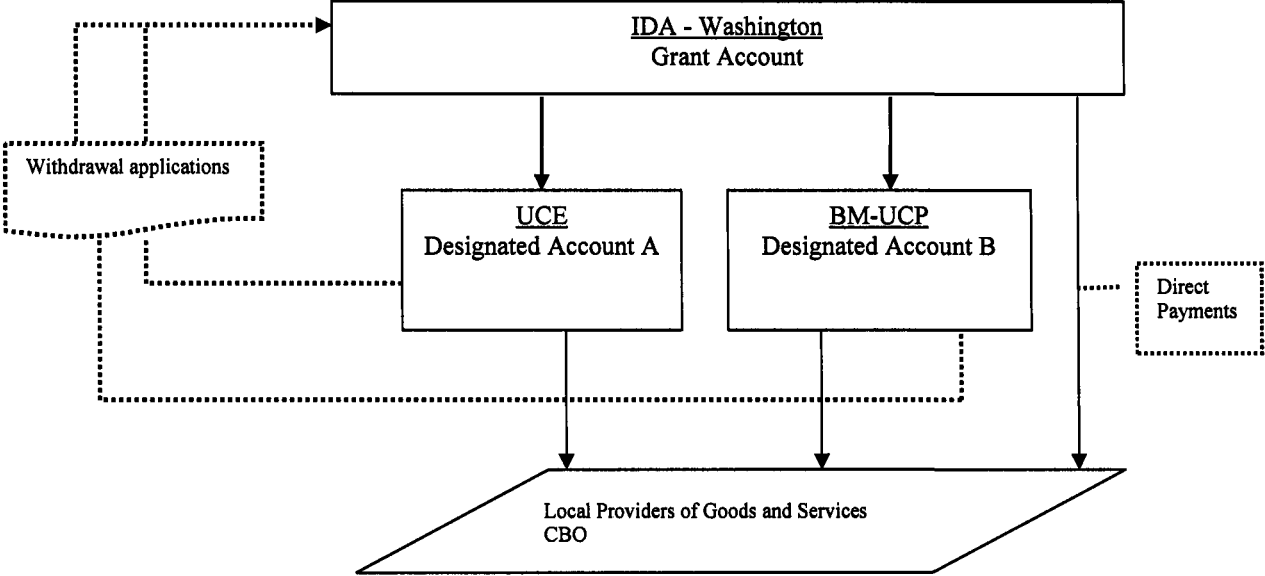 IDA - Washington
Grant Account
Withdrawal applications
UCE
Designated Account A
BM-UCP
Designated Account B
Direct
Payments
Local Providers of Goods and Services
CBO